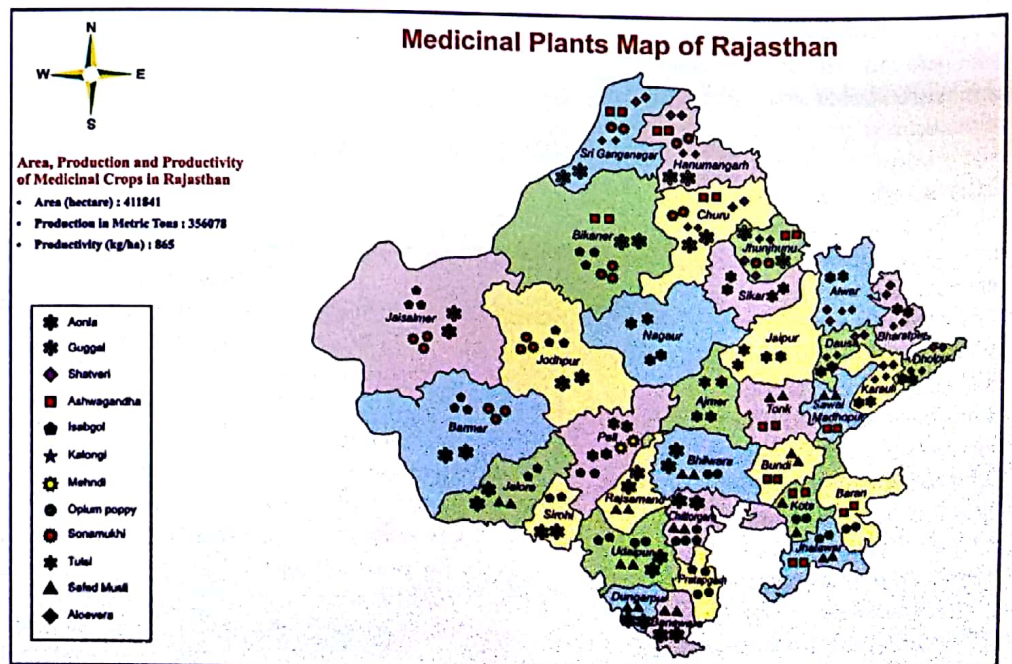 Medicinal Plants Map of Rajasthan
N
W
E
S
Area, Production and Productivity
of Medicinal Crops in Rajasthan
• Area (hectare) : 411841
• Production in Metric Tons : 356078
• Productivity (kg/ha) : 865
Aonla
Guggal
Shatvari
Ashwagandha
Isabgol
Kalongi
Mehndi
Opium poppy
Sonamukhi
Tulsi
Safed Musli
Aloevera
Sri Ganganagar
Hanumangarh
Churu
Bikaner
Jhunjhunu
Sikar
Alwar
Jaisalmer
Nagaur
Jaipur
Bharatpur
Jodhpur
Dausa
Dholpur
Karauli
Ajmer
Tonk
Sawai
Madhopur
Barmer
Pali
Bhilwara
Bundi
Jalore
Rajsamand
Baran
Kota
Sirohi
Chittorgarh
Jhalawar
Udaipur
Pratapgarh
Dungarpur
Banswara